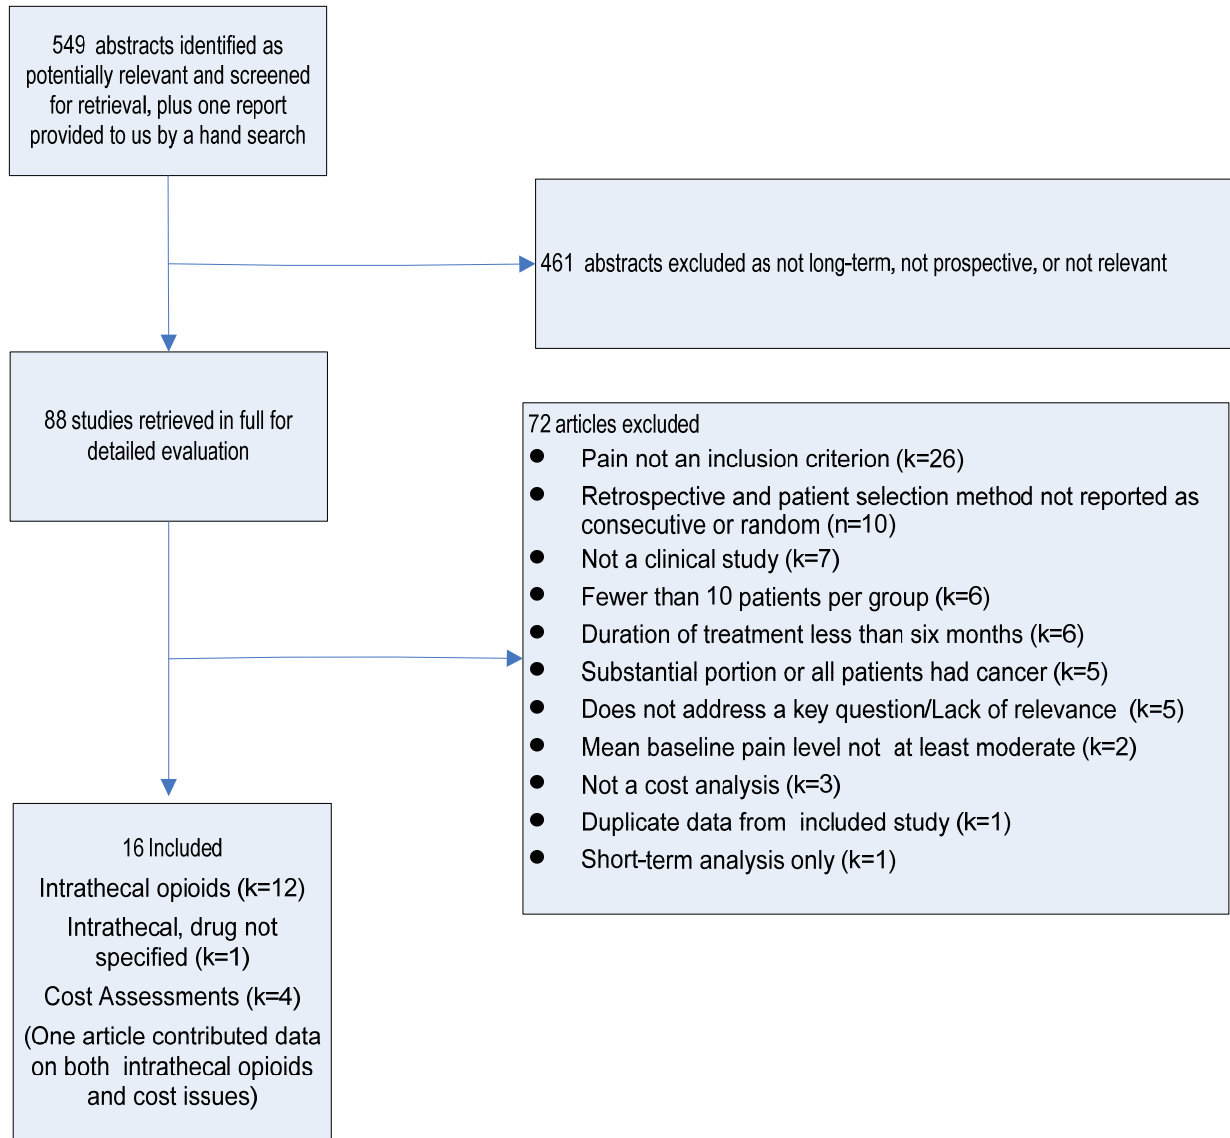 549 abstracts identified as
potentially relevant and screened
for retrieval, plus one report
provided to us by a hand search
461 abstracts excluded as not long-term, not prospective, or not relevant
88 studies retrieved in full for
detailed evaluation
72 articles excluded
● Pain not an inclusion criterion (k=26)
● Retrospective and patient selection method not reported as
consecutive or random (n=10)
● Not a clinical study (k=7)
● Fewer than 10 patients per group (k=6)
● Duration of treatment less than six months (k=6)
● Substantial portion or all patients had cancer (k=5)
● Does not address a key question/Lack of relevance (k=5)
● Mean baseline pain level not at least moderate (k=2)
● Not a cost analysis (k=3)
● Duplicate data from included study (k=1)
● Short-term analysis only (k=1)
16 Included
Intrathecal opioids (k=12)
Intrathecal, drug not
specified (k=1)
Cost Assessments (k=4)
(One article contributed data
on both intrathecal opioids
and cost issues)